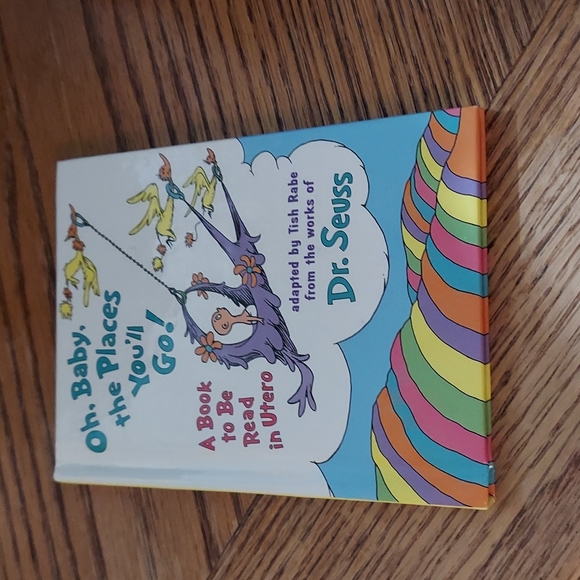 Oh, Baby,
the Places
You'll
Go!
A Book
to Be
Read
in Utero
adapted by Tish Rabe
from the works of
Dr. Seuss